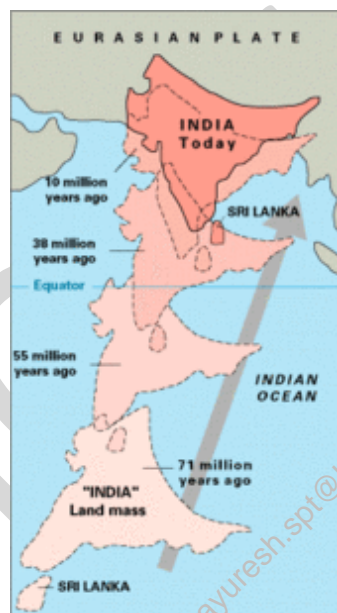 EURASIAN PLATE
INDIA
Today
10 million
years ago
SRI LANKA
38 million
years ago
Equator
55 million
years ago
INDIAN
OCEAN
71 million
years ago
"INDIA"
Land mass
SRI LANKA